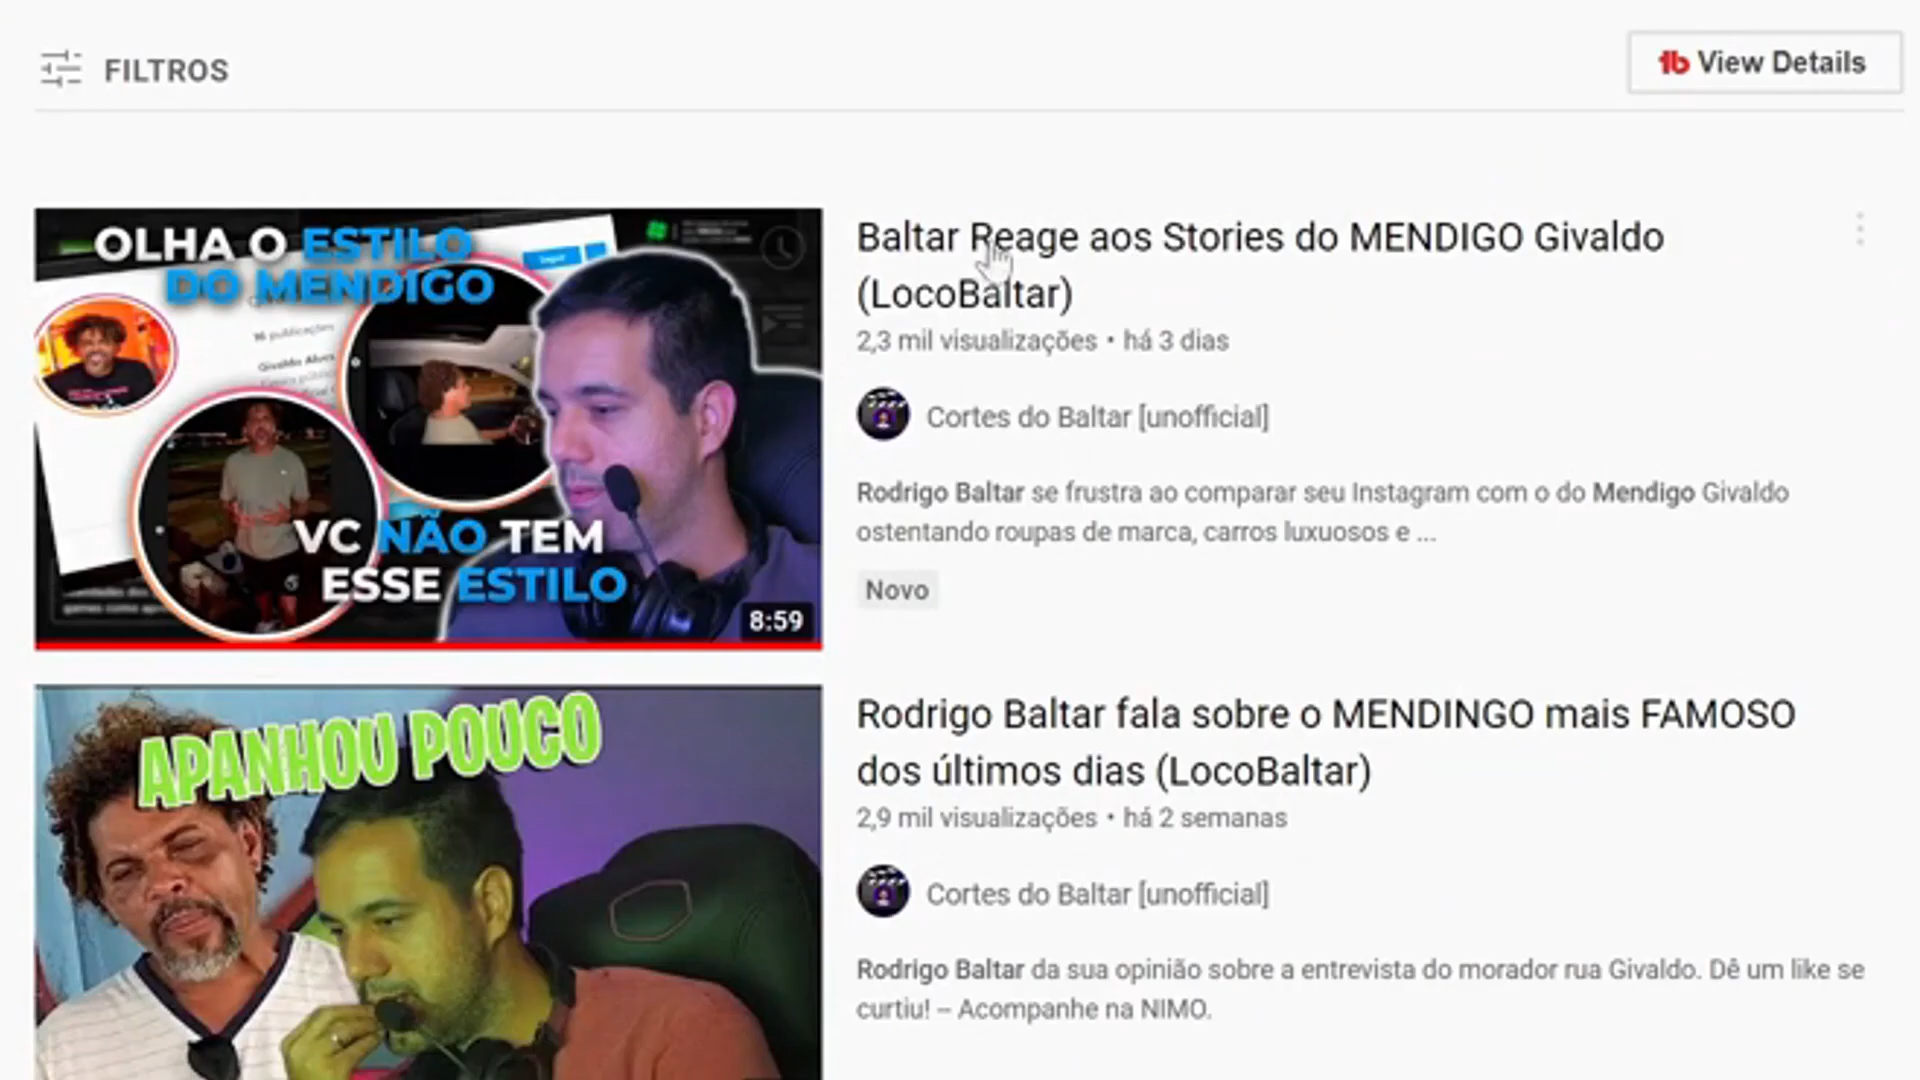 FILTROS
View Details
OLHA O ESTILO
DO MENDIGO
16 publicações
Givaldo Alves
VC NÃO TEM
ESSE ESTILO
8:59
Baltar Reage aos Stories do MENDIGO Givaldo
(LocoBaltar)
2,3 mil visualizações • há 3 dias
Cortes do Baltar [unofficial]
Rodrigo Baltar se frustra ao comparar seu Instagram com o do Mendigo Givaldo
ostentando roupas de marca, carros luxuosos e ...
Novo
APANHOU POUCO
Rodrigo Baltar fala sobre o MENDINGO mais FAMOSO
dos últimos dias (LocoBaltar)
2,9 mil visualizações • há 2 semanas
Cortes do Baltar [unofficial]
Rodrigo Baltar da sua opinião sobre a entrevista do morador rua Givaldo. Dê um like se
curtiu! – Acompanhe na NIMO.